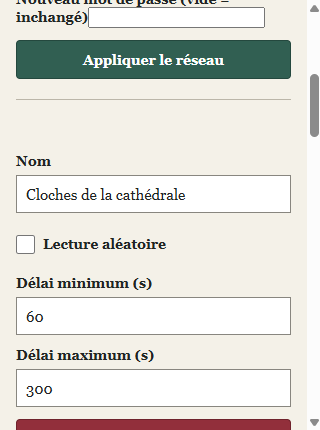 Nouveau mot de passe (vide =
inchangé)
Appliquer le réseau
Nom
Cloches de la cathédrale
Lecture aléatoire
Délai minimum (s)
60
Délai maximum (s)
300